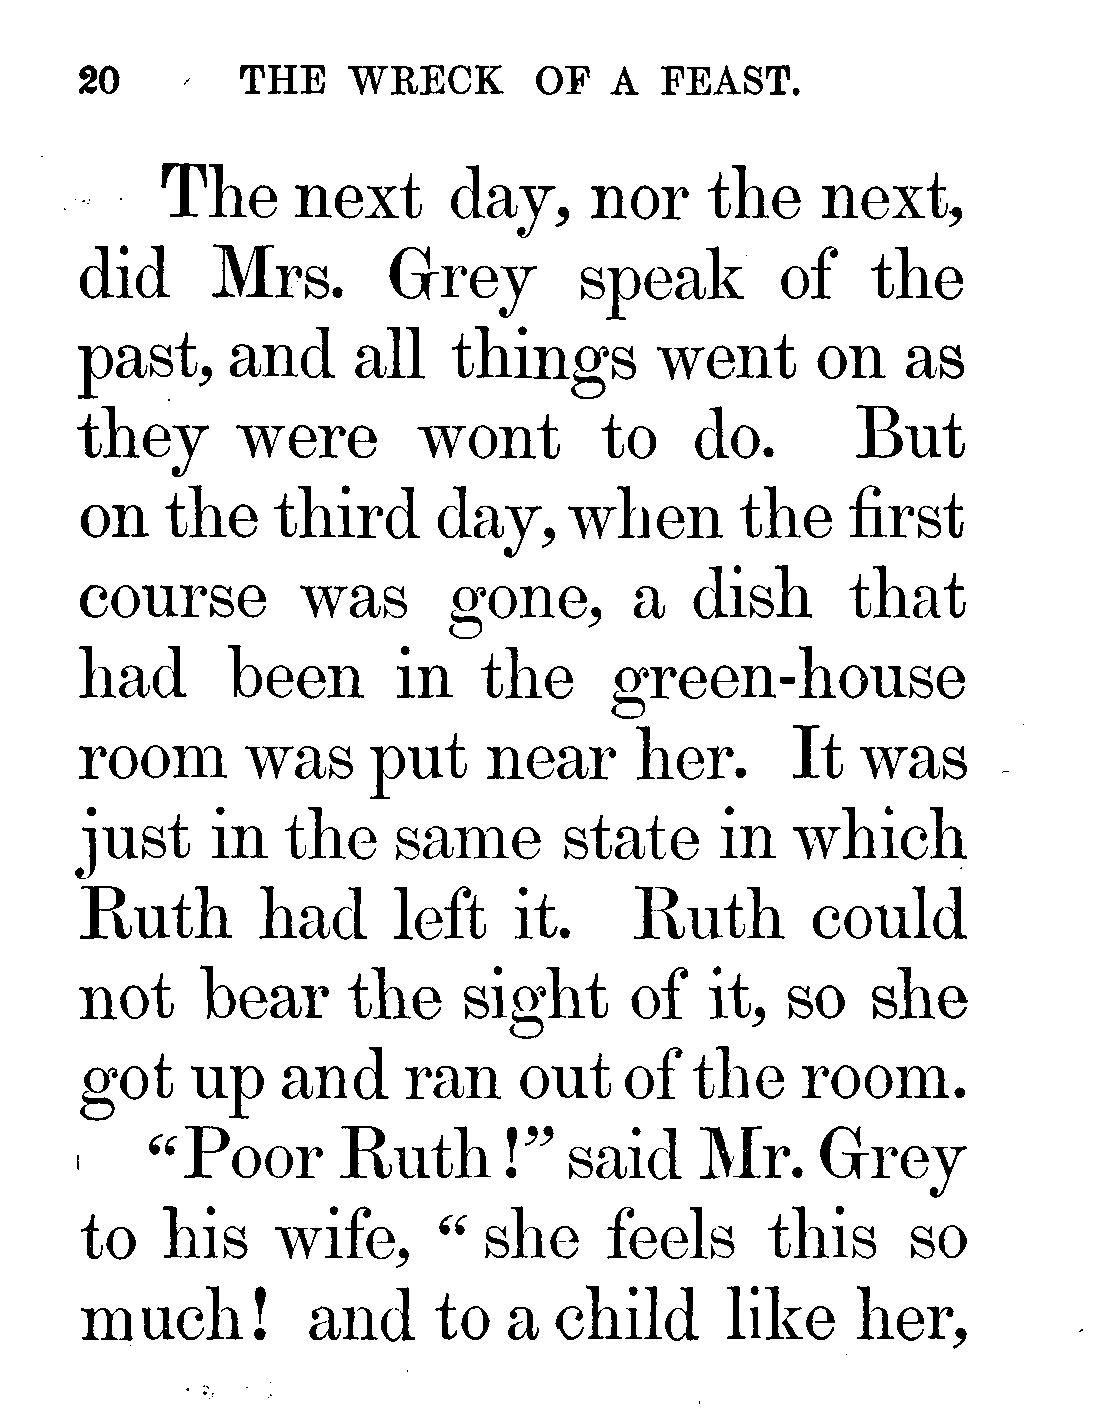 20 THE WRECK OF A FEAST.
The next day, nor the next,
did Mrs. Grey speak of the
past, and all things went on as
they were wont to do. But
on the third day, when the first
course was gone, a dish that
had been in the green-house
room was put near her. It was
just in the same state in which
Ruth had left it. Ruth could
not bear the sight of it, so she
got up and ran out of the room.
“Poor Ruth!” said Mr. Grey
to his wife, “she feels this so
much! and to a child like her,